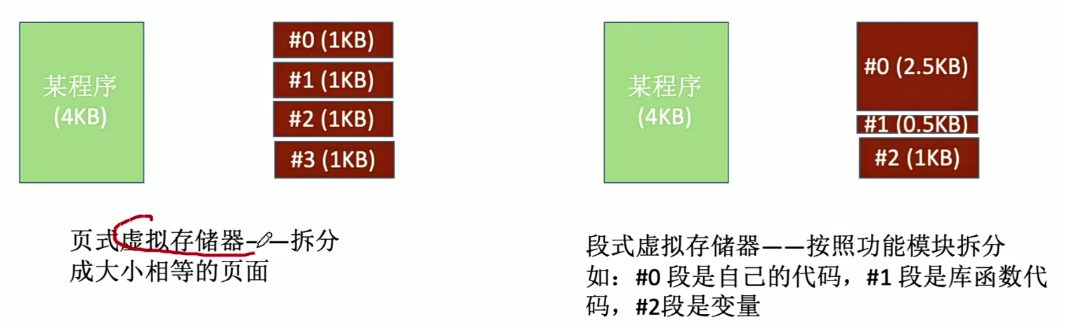 某程序
(4KB)
#0 (1KB)
#1 (1KB)
#2 (1KB)
#3 (1KB)
页式虚拟存储器——拆分
成大小相等的页面
某程序
(4KB)
#0 (2.5KB)
#1 (0.5KB)
#2 (1KB)
段式虚拟存储器——按照功能模块拆分
如：#0 段是自己的代码，#1 段是库函数代
码，#2段是变量